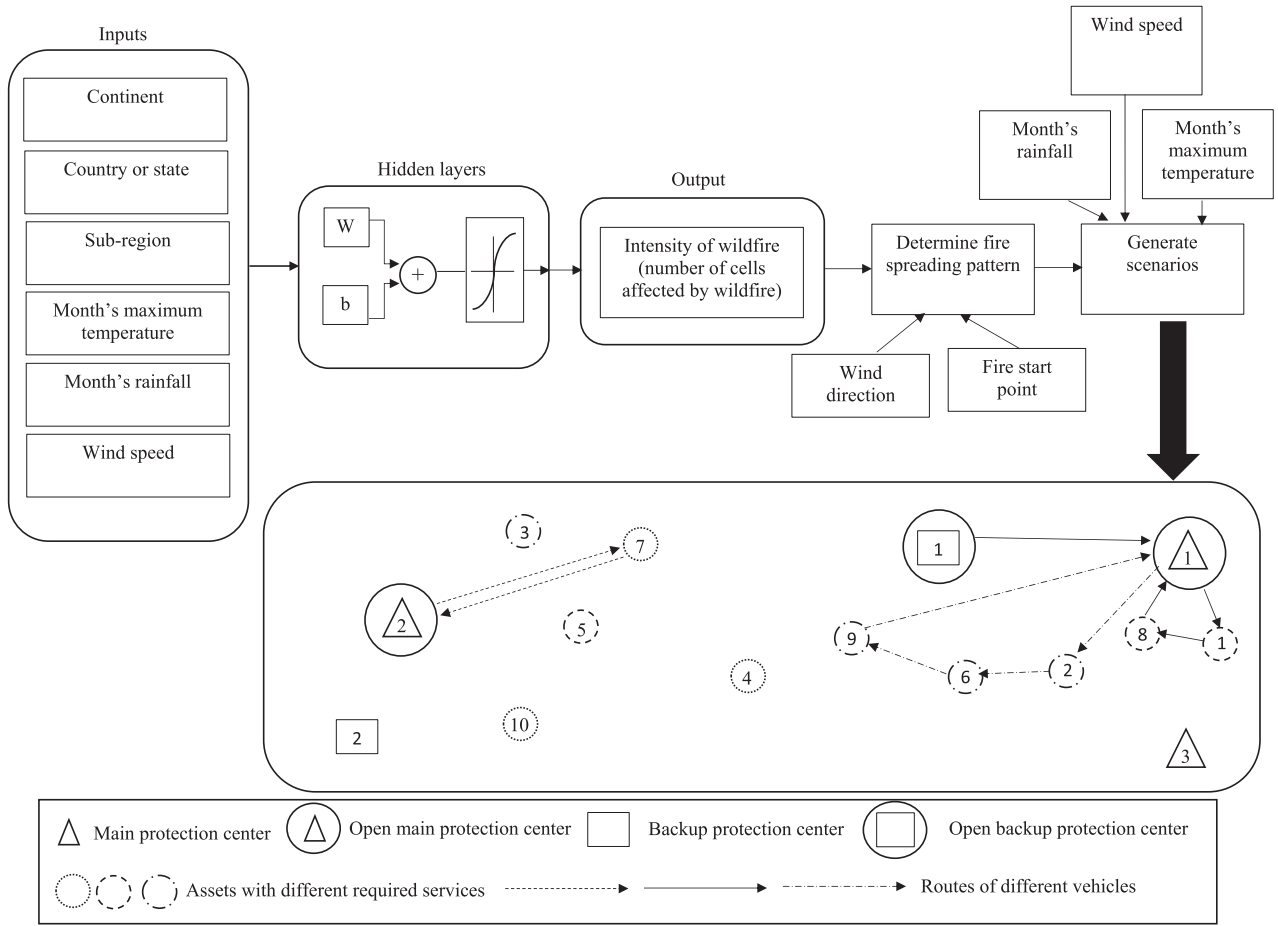 Inputs
Continent
Country or state
Sub-region
Month's maximum
temperature
Month's rainfall
Wind speed
Hidden layers
W
b
+
Output
Intensity of wildfire
(number of cells
affected by wildfire)
Determine fire
spreading pattern
Wind
direction
Fire start
point
Wind speed
Month's
rainfall
Month's
maximum
temperature
Generate
scenarios
3
7
1
1
2
5
9
8
1
4
6
2
10
2
3
Main protection center
Open main protection center
Backup protection center
Open backup protection center
Assets with different required services
Routes of different vehicles